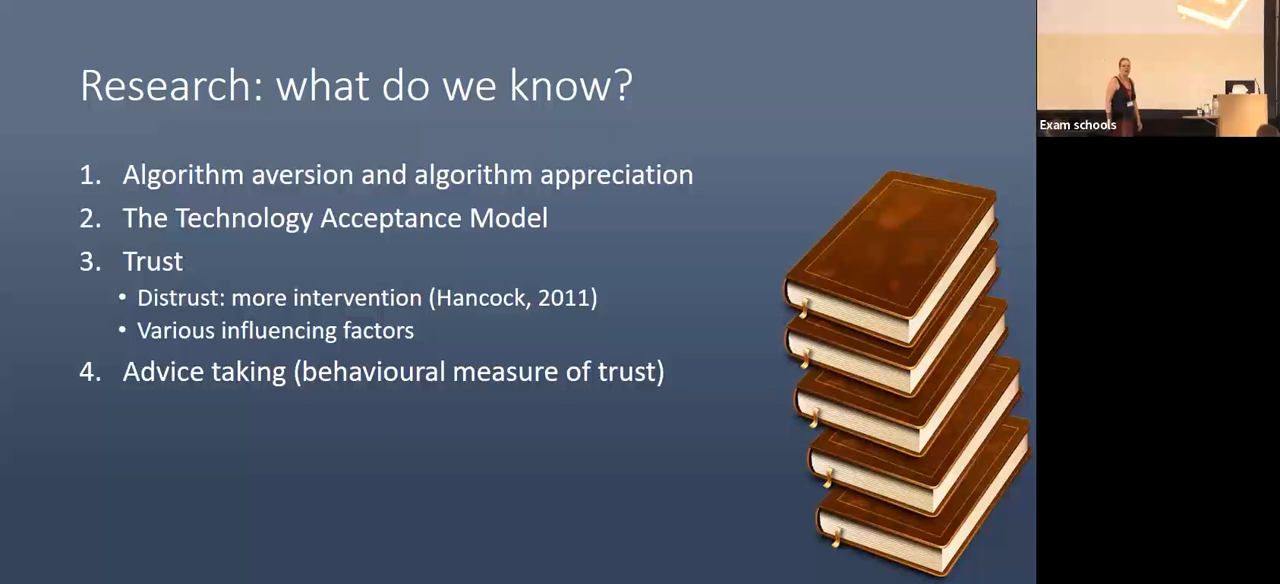 Research: what do we know?
1. Algorithm aversion and algorithm appreciation
2. The Technology Acceptance Model
3. Trust
• Distrust: more intervention (Hancock, 2011)
• Various influencing factors
4. Advice taking (behavioural measure of trust)
Exam schools